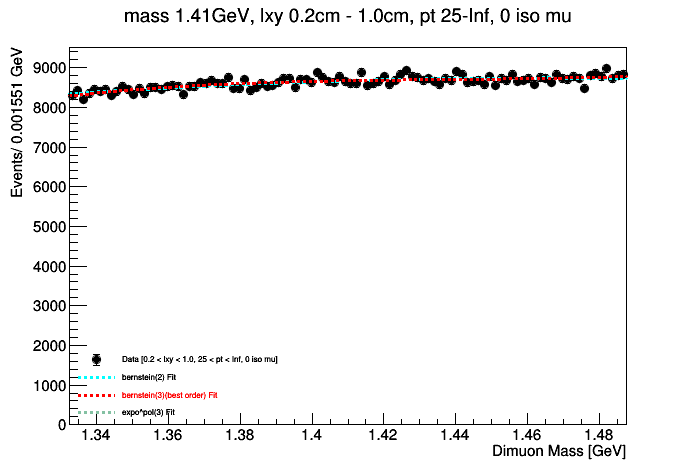 mass 1.41GeV, lxy 0.2cm - 1.0cm, pt 25-Inf, 0 iso mu
Events/ 0.001551 GeV
9000
8000
7000
6000
5000
4000
3000
2000
1000
0
Data [0.2 < lxy < 1.0, 25 < pt < Inf, 0 iso mu]
bernstein(2) Fit
bernstein(3)(best order) Fit
expo^pol(3) Fit
1.34 1.36 1.38 1.4 1.42 1.44 1.46 1.48
Dimuon Mass [GeV]